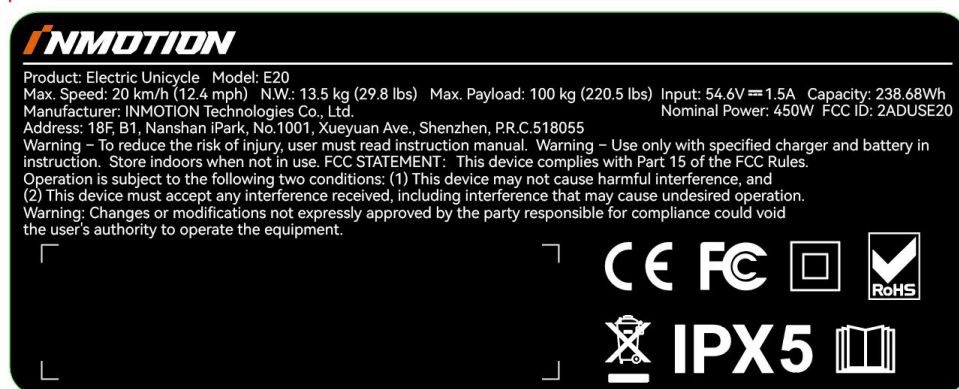 INMOTION
Product: Electric Unicycle Model: E20
Max. Speed: 20 km/h (12.4 mph) N.W.: 13.5 kg (29.8 lbs) Max. Payload: 100 kg (220.5 lbs) Input: 54.6V⎓1.5A Capacity: 238.68Wh
Manufacturer: INMOTION Technologies Co., Ltd. Nominal Power: 450W FCC ID: 2ADUSE20
Address: 18F, B1, Nanshan iPark, No.1001, Xueyuan Ave., Shenzhen, P.R.C.518055
Warning – To reduce the risk of injury, user must read instruction manual. Warning – Use only with specified charger and battery in
instruction. Store indoors when not in use. FCC STATEMENT: This device complies with Part 15 of the FCC Rules.
Operation is subject to the following two conditions: (1) This device may not cause harmful interference, and
(2) This device must accept any interference received, including interference that may cause undesired operation.
Warning: Changes or modifications not expressly approved by the party responsible for compliance could void
the user's authority to operate the equipment.
CE FC RoHS
IPX5